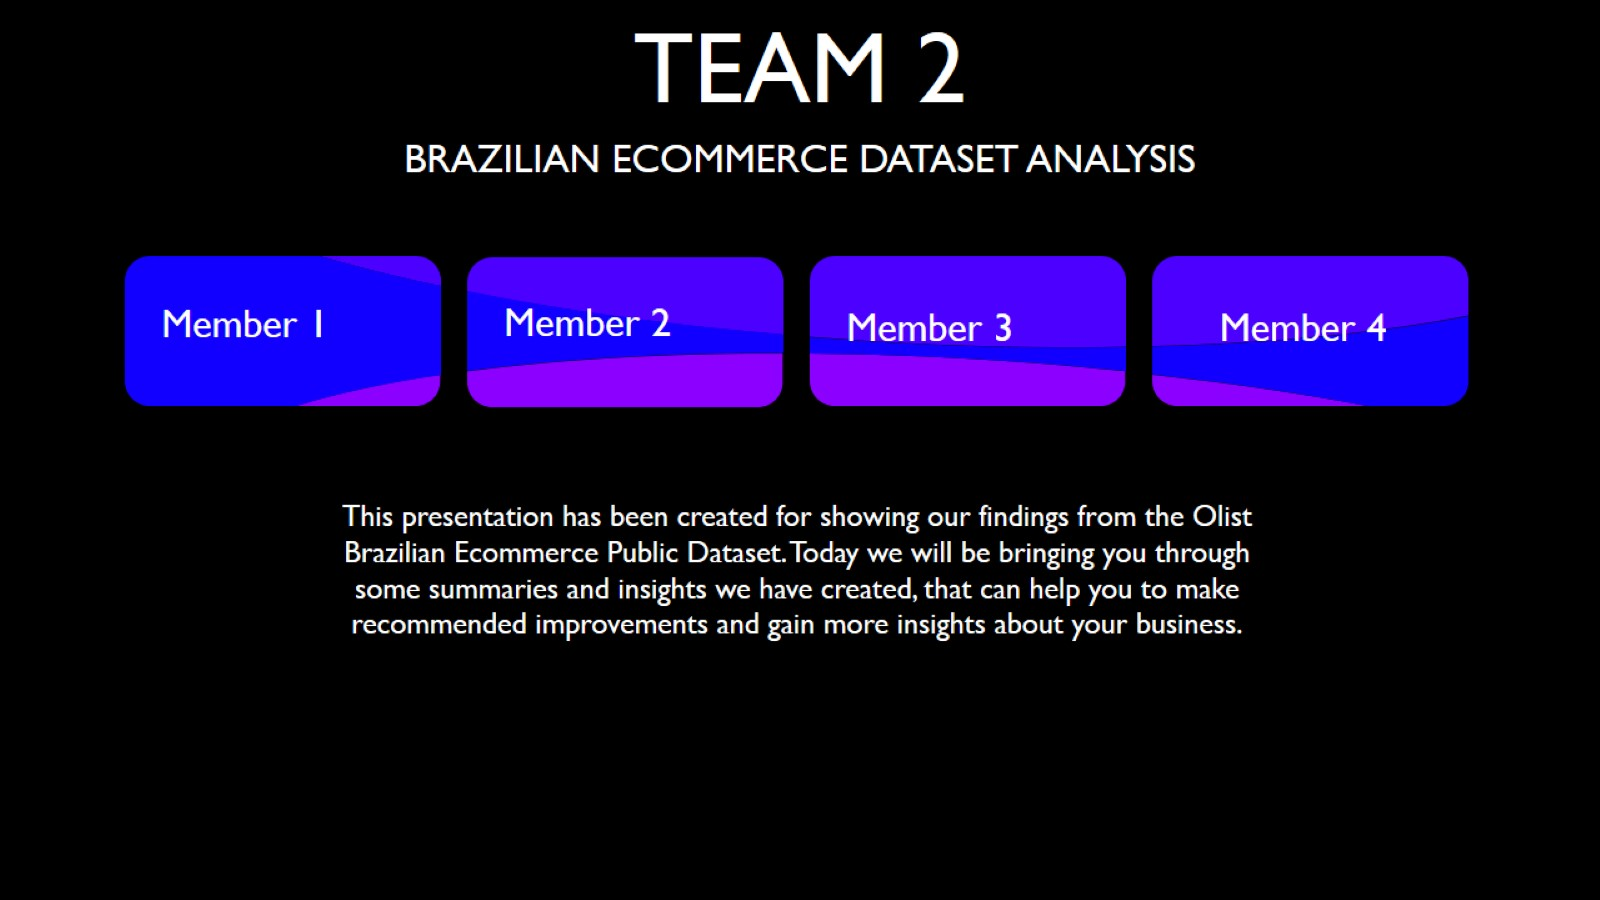 TEAM 2
BRAZILIAN ECOMMERCE DATASET ANALYSIS
Member 1
Member 2
Member 3
Member 4
This presentation has been created for showing our findings from the Olist
Brazilian Ecommerce Public Dataset. Today we will be bringing you through
some summaries and insights we have created, that can help you to make
recommended improvements and gain more insights about your business.